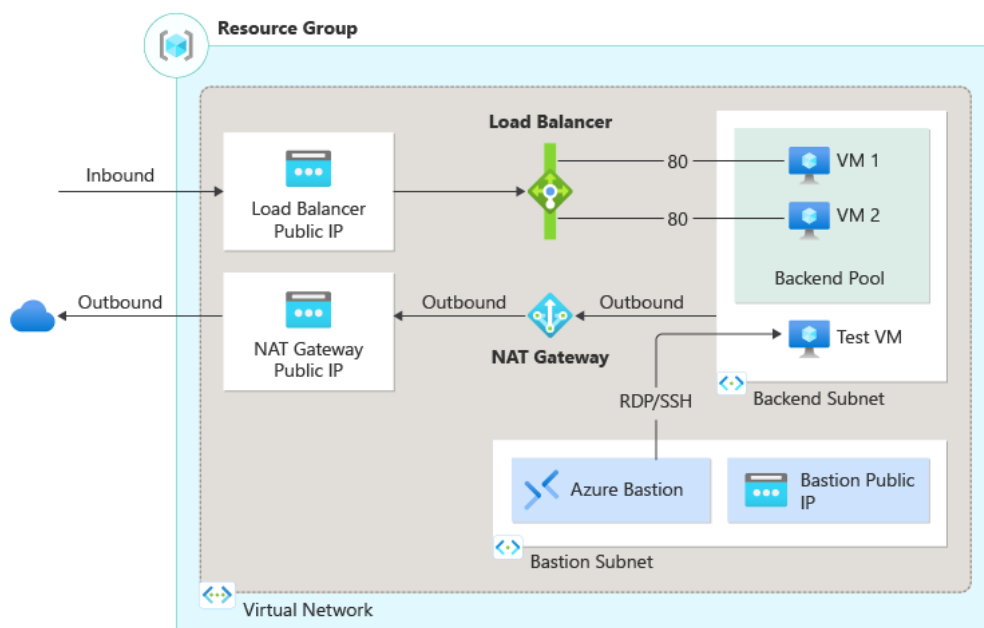 Resource Group
Load Balancer
Inbound
Load Balancer
Public IP
80
VM 1
80
VM 2
Backend Pool
Outbound
NAT Gateway
Public IP
Outbound
NAT Gateway
Outbound
Test VM
Backend Subnet
RDP/SSH
Azure Bastion
Bastion Public
IP
Bastion Subnet
Virtual Network